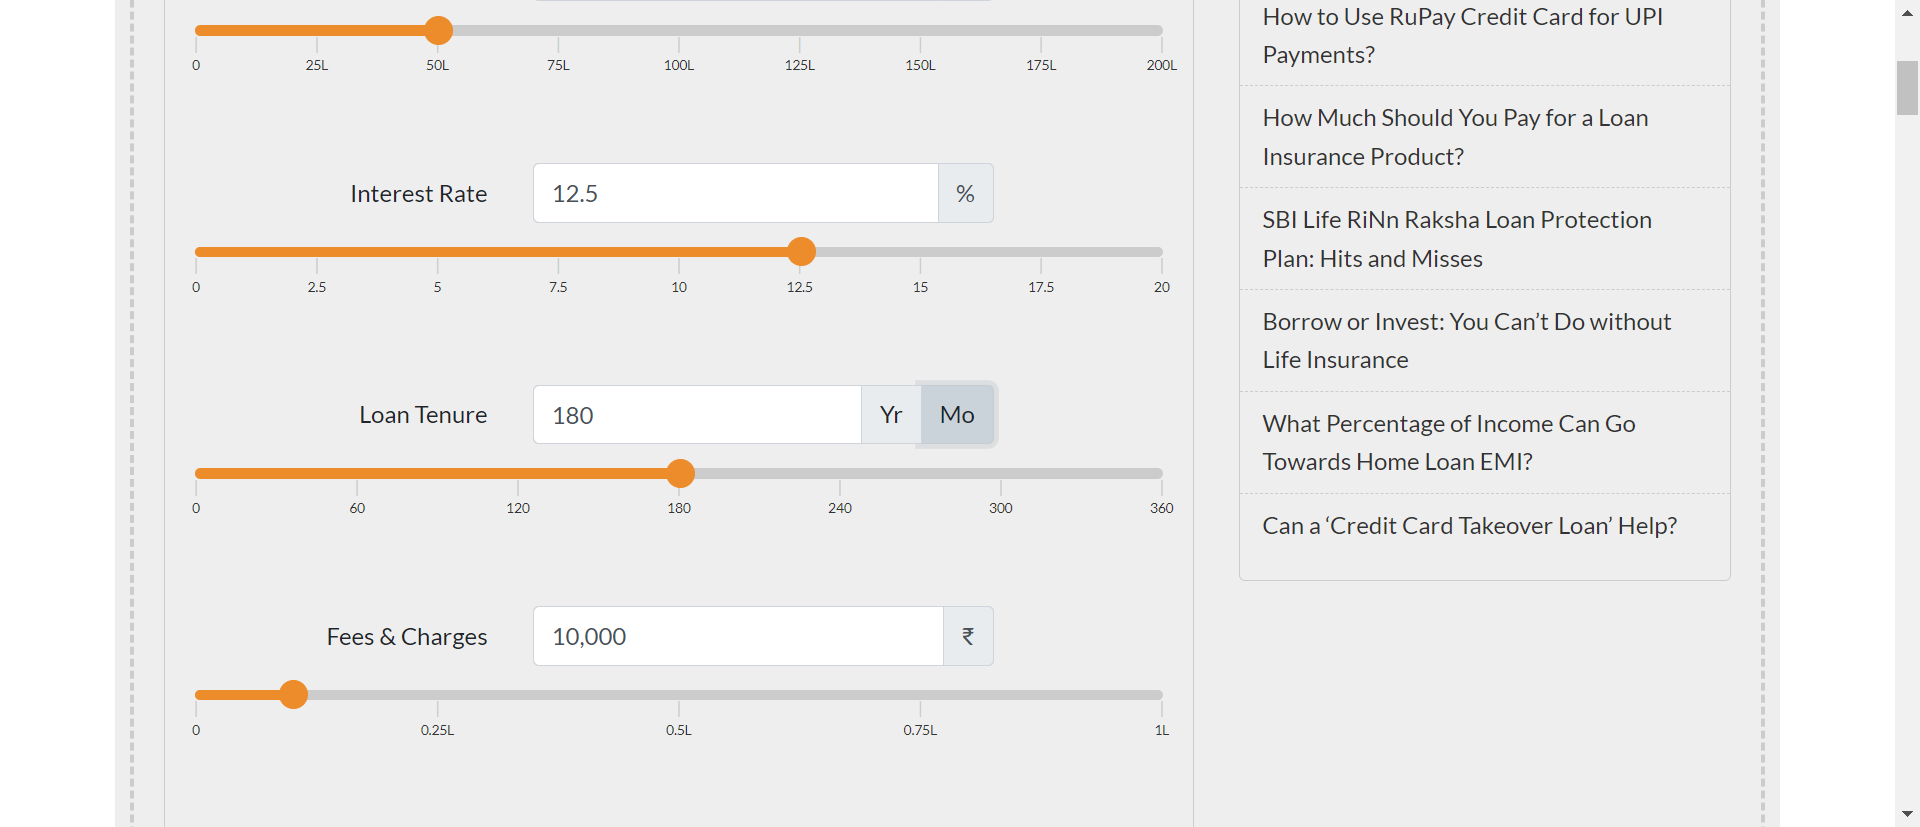 0 25L 50L 75L 100L 125L 150L 175L 200L
Interest Rate 12.5 %
0 2.5 5 7.5 10 12.5 15 17.5 20
Loan Tenure 180 Yr Mo
0 60 120 180 240 300 360
Fees & Charges 10,000 ₹
0 0.25L 0.5L 0.75L 1L
How to Use RuPay Credit Card for UPI
Payments?
How Much Should You Pay for a Loan
Insurance Product?
SBI Life RiNn Raksha Loan Protection
Plan: Hits and Misses
Borrow or Invest: You Can’t Do without
Life Insurance
What Percentage of Income Can Go
Towards Home Loan EMI?
Can a ‘Credit Card Takeover Loan’ Help?